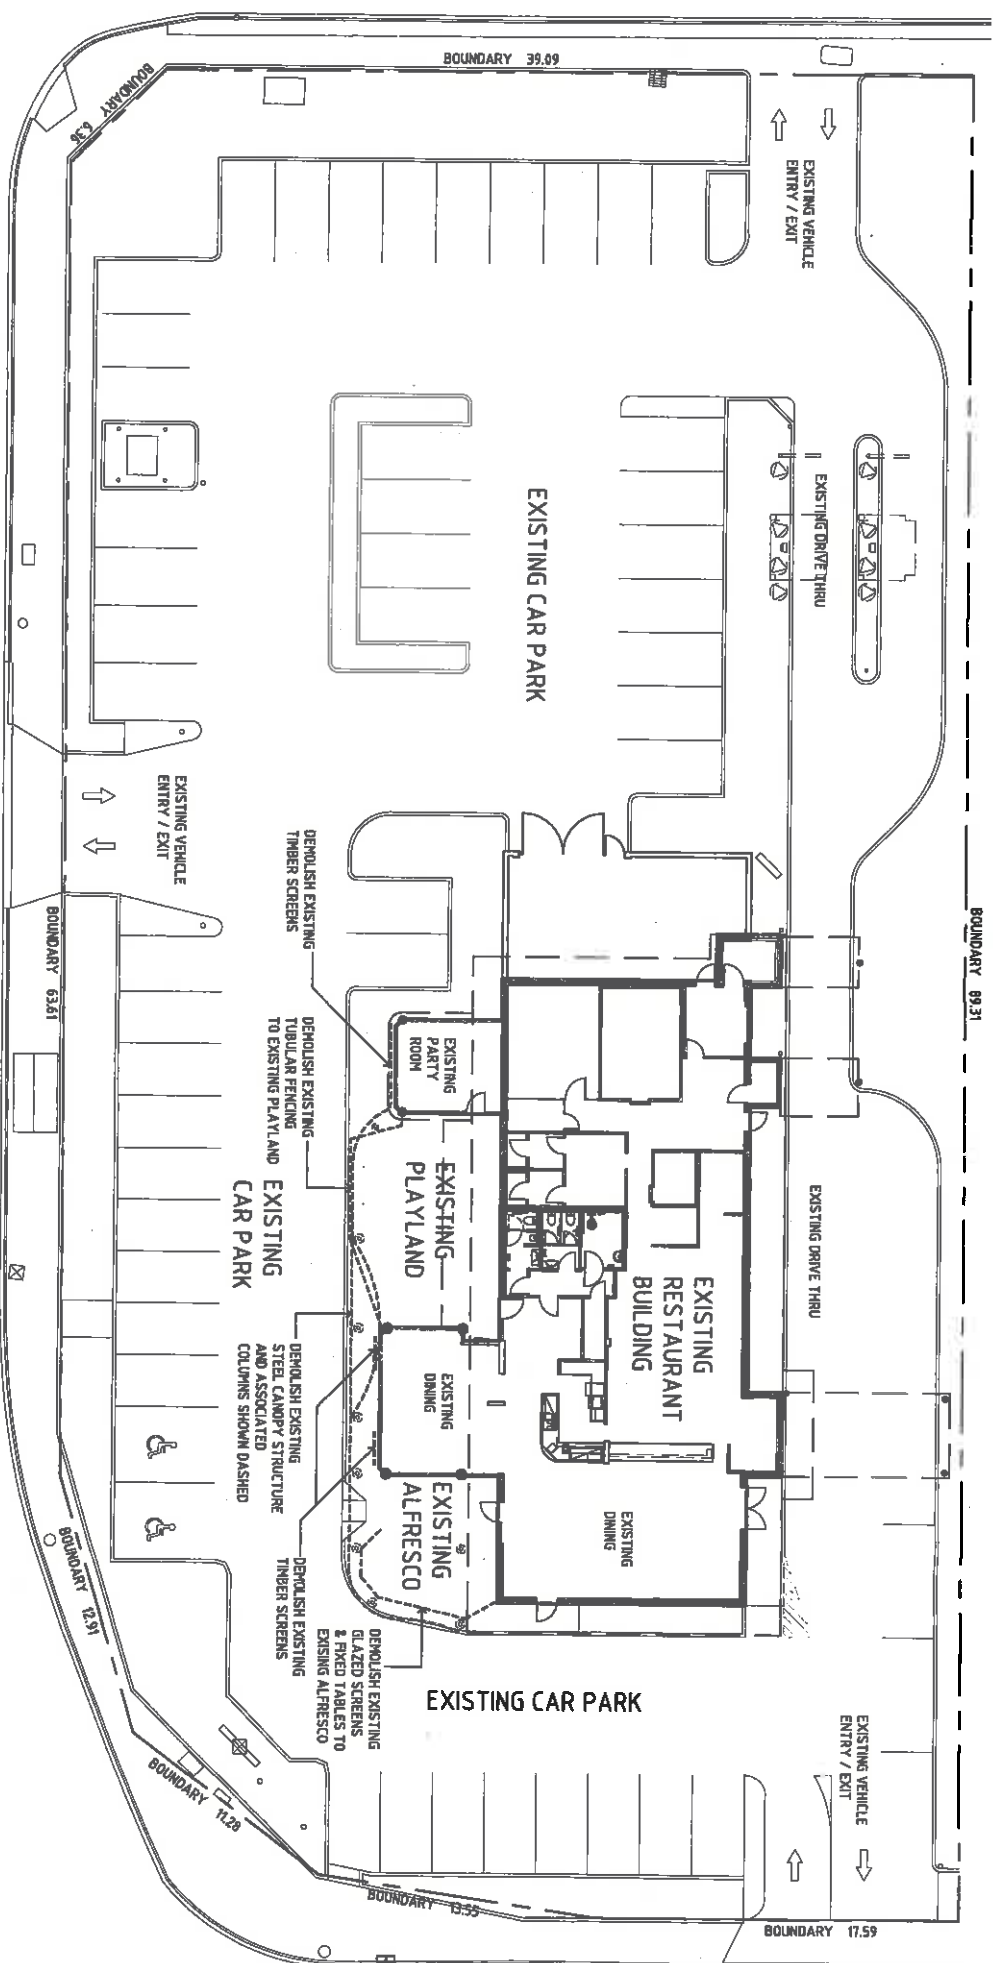 BOUNDARY 39.09
BOUNDARY 6.36
EXISTING VEHICLE
ENTRY / EXIT
EXISTING CAR PARK
EXISTING DRIVE THRU
BOUNDARY 89.31
EXISTING VEHICLE
ENTRY / EXIT
BOUNDARY 63.61
DEMOLISH EXISTING
TIMBER SCREENS
DEMOLISH EXISTING
TUBULAR FENCING
TO EXISTING PLAYLAND
EXISTING
PARTY
ROOM
EXISTING
PLAYLAND
EXISTING
CAR PARK
EXISTING DRIVE THRU
EXISTING
RESTAURANT
BUILDING
DEMOLISH EXISTING
STEEL CANOPY STRUCTURE
AND ASSOCIATED
COLUMNS SHOWN DASHED
EXISTING
DINING
EXISTING
ALFRESCO
EXISTING
DINING
DEMOLISH EXISTING
TIMBER SCREENS
DEMOLISH EXISTING
GLAZED SCREENS
& FIXED TABLES TO
EXISING ALFRESCO
BOUNDARY 12.91
EXISTING CAR PARK
EXISTING VEHICLE
ENTRY / EXIT
BOUNDARY 11.28
BOUNDARY 13.55
BOUNDARY 17.59